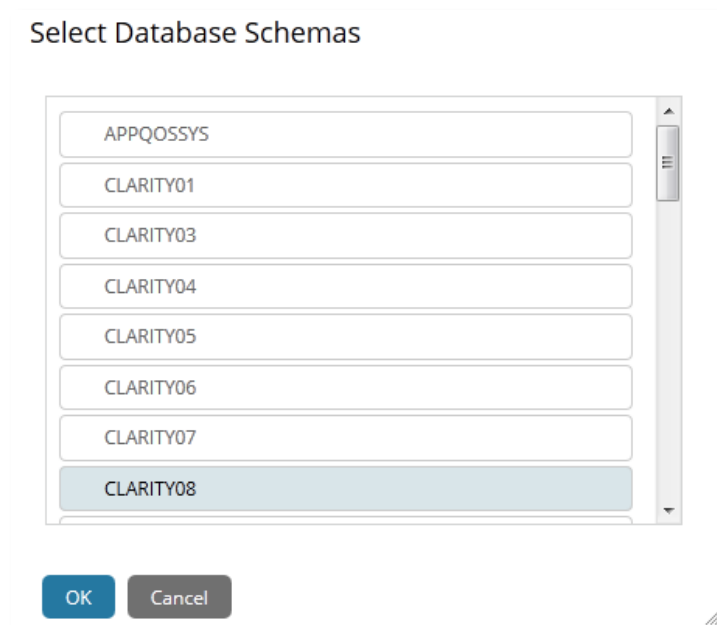 Select Database Schemas
APPQOSSYS
CLARITY01
CLARITY03
CLARITY04
CLARITY05
CLARITY06
CLARITY07
CLARITY08
OK Cancel